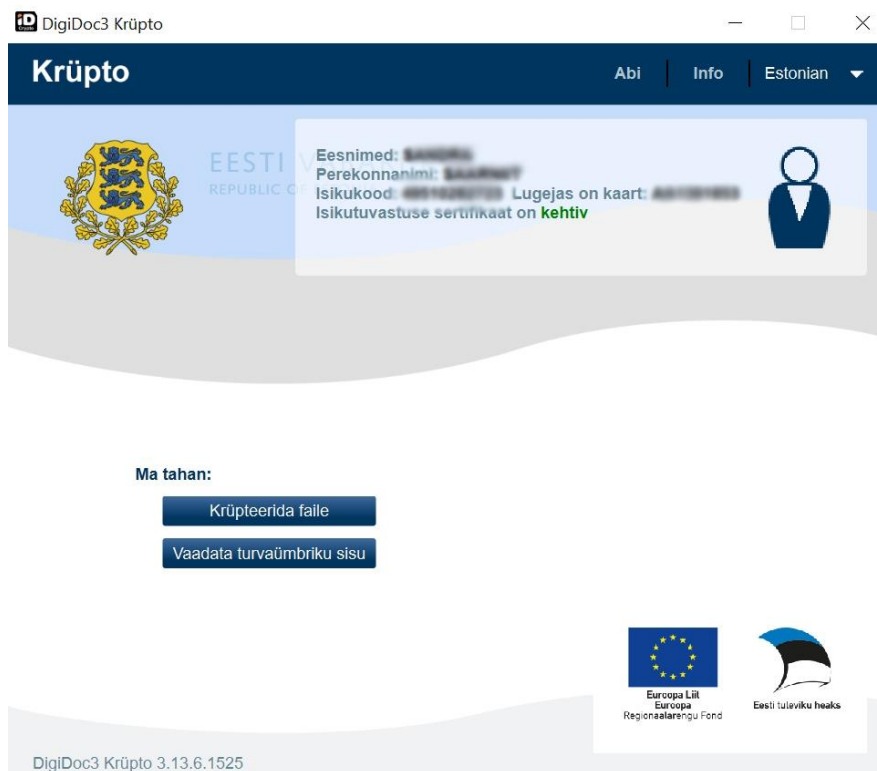 DigiDoc3 Krüpto
Krüpto
Abi
Info
Estonian
EESTI V
REPUBLIC OF
Eesnimed:
Perekonnanimi:
Isikukood: Lugejas on kaart:
Isikutuvastuse sertifikaat on kehtiv
Ma tahan:
Krüpteerida faile
Vaadata turvaümbriku sisu
Euroopa Liit
Euroopa
Regionaalarengu Fond
Eesti tuleviku heaks
DigiDoc3 Krüpto 3.13.6.1525